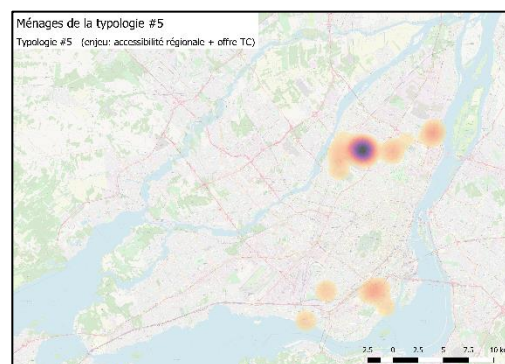 Ménages de la typologie #5
Typologie #5 (enjeu: accessibilité régionale + offre TC)
2.5 0 2.5 5 7.5 10 km